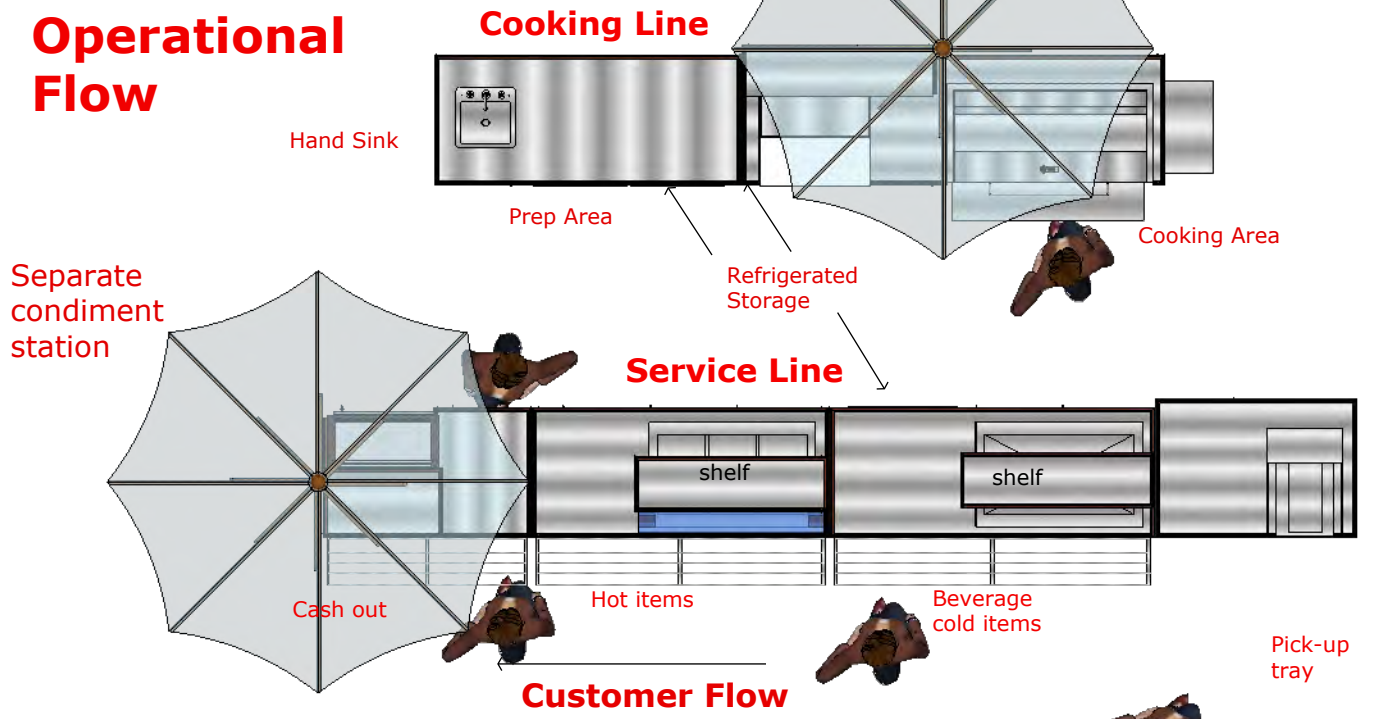 Operational
Flow
Cooking Line
Hand Sink
Prep Area
Cooking Area
Refrigerated
Storage
Separate
condiment
station
Service Line
shelf
shelf
Cash out
Hot items
Beverage
cold items
Pick-up
tray
Customer Flow